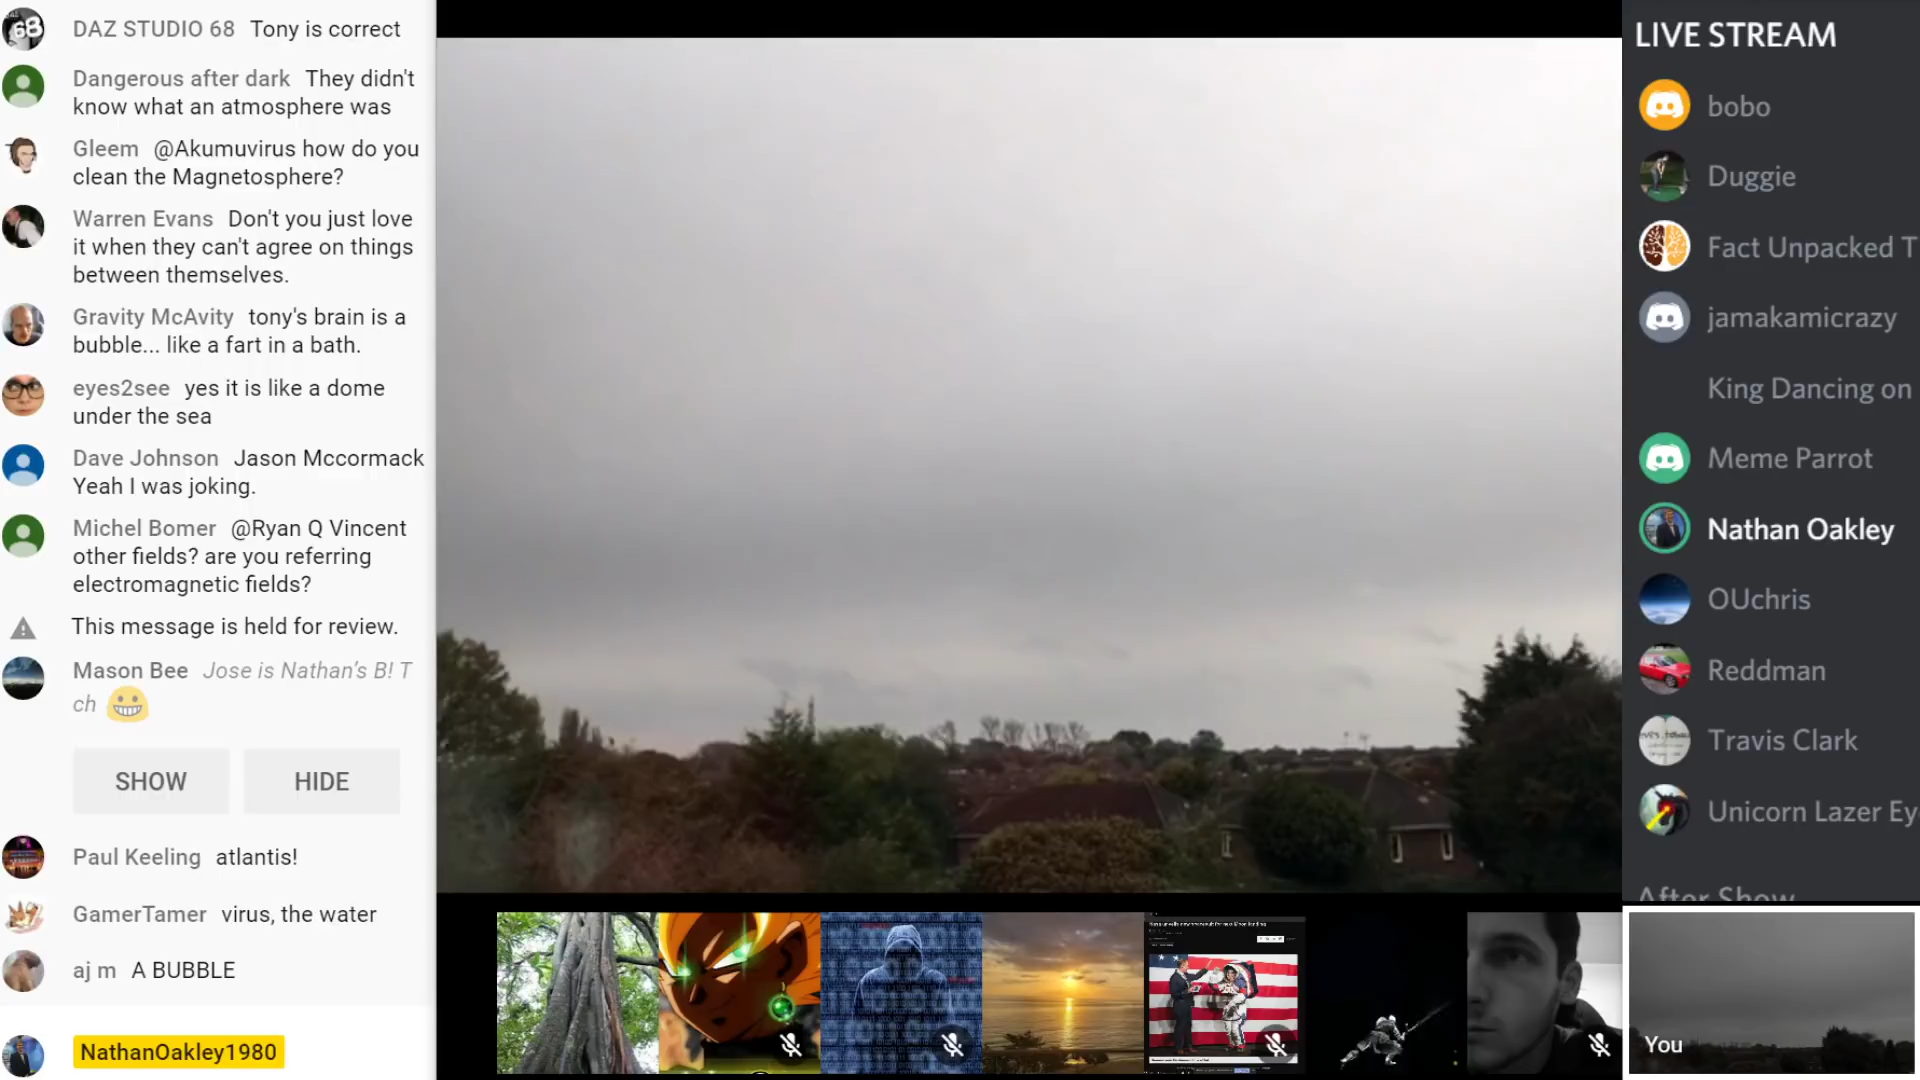 DAZ STUDIO 68 Tony is correct
Dangerous after dark They didn't
know what an atmosphere was
Gleem @Akumuvirus how do you
clean the Magnetosphere?
Warren Evans Don't you just love
it when they can't agree on things
between themselves.
Gravity McAvity tony's brain is a
bubble... like a fart in a bath.
eyes2see yes it is like a dome
under the sea
Dave Johnson Jason Mccormack
Yeah I was joking.
Michel Bomer @Ryan Q Vincent
other fields? are you referring
electromagnetic fields?
This message is held for review.
Mason Bee Jose is Nathan's B! T
ch
SHOW HIDE
Paul Keeling atlantis!
GamerTamer virus, the water
aj m A BUBBLE
NathanOakley1980
LIVE STREAM
bobo
Duggie
Fact Unpacked T
jamakamicrazy
King Dancing on
Meme Parrot
Nathan Oakley
OUchris
Reddman
Travis Clark
Unicorn Lazer Ey
After Show
You
68